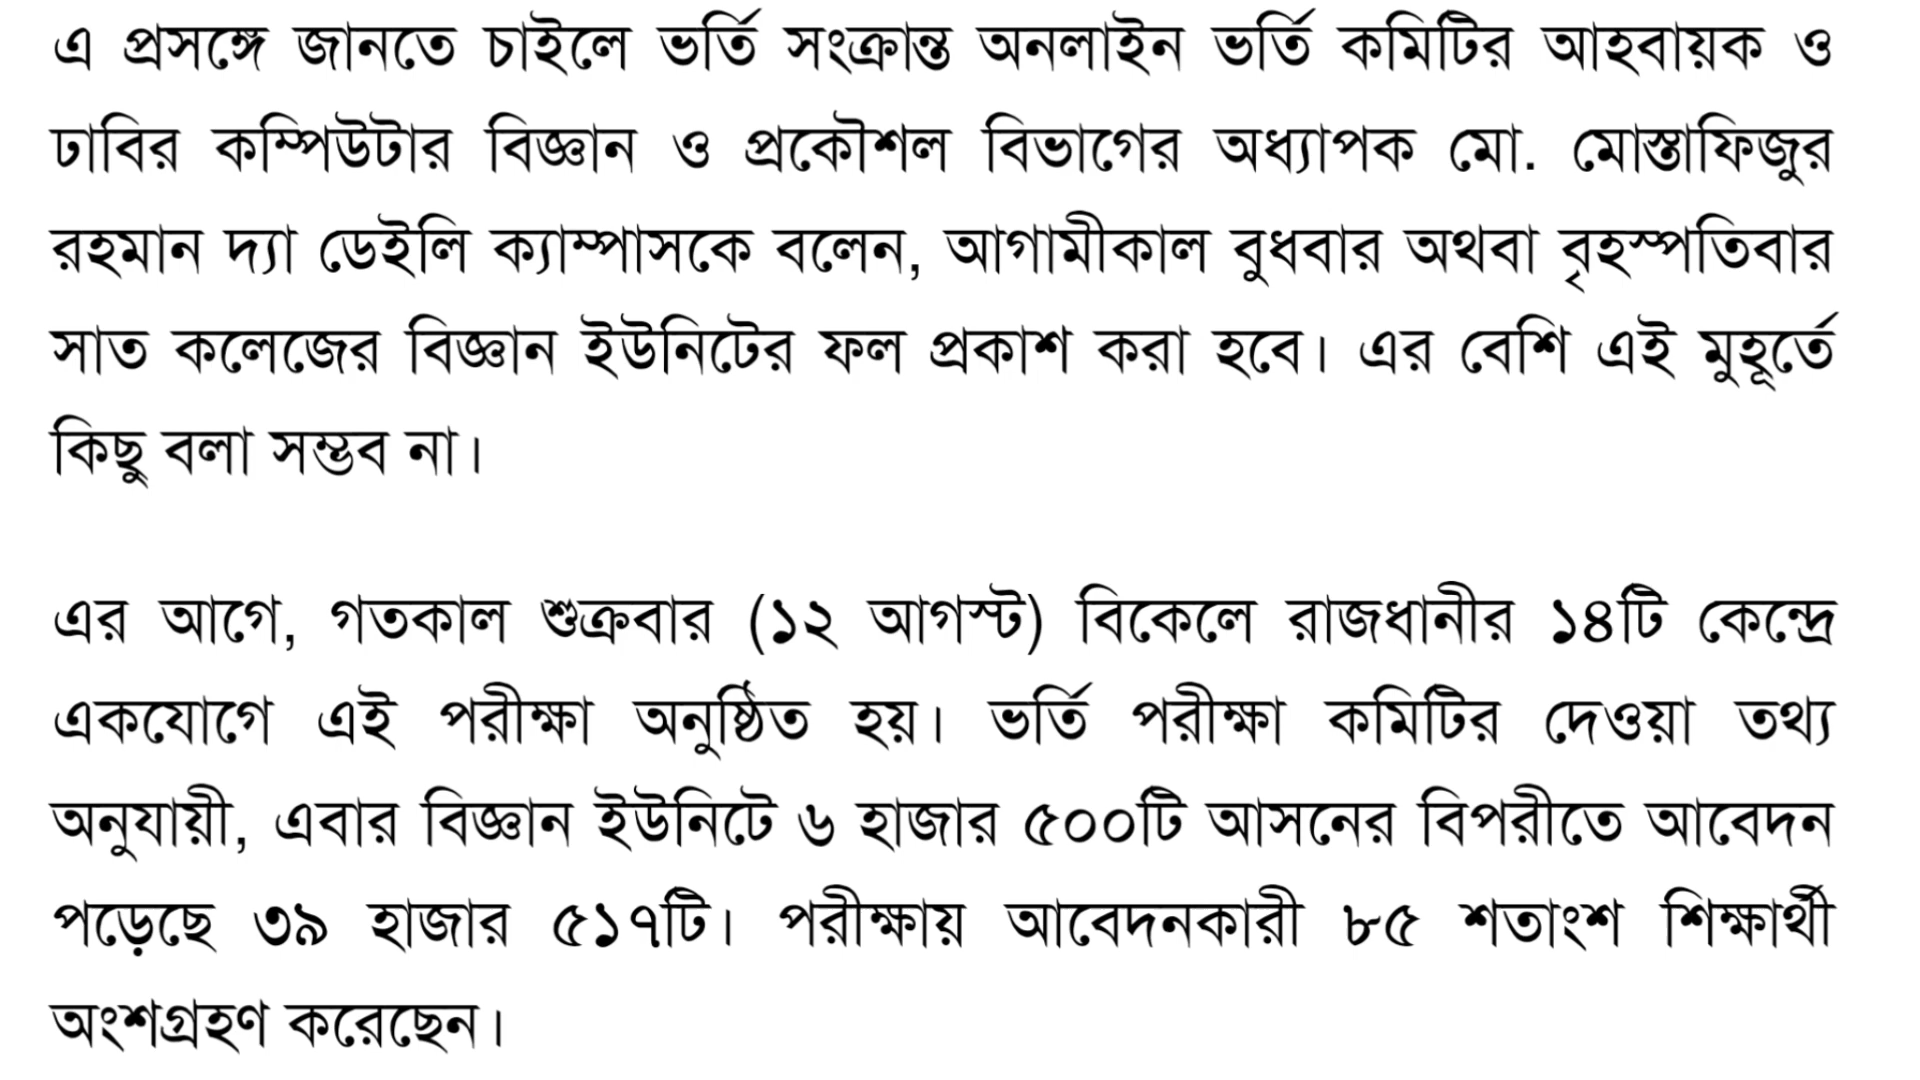 এ প্রসঙ্গে জানতে চাইলে ভর্তি সংক্রান্ত অনলাইন ভর্তি কমিটির আহবায়ক ও
ঢাবির কম্পিউটার বিজ্ঞান ও প্রকৌশল বিভাগের অধ্যাপক মো. মোস্তাফিজুর
রহমান দ্যা ডেইলি ক্যাম্পাসকে বলেন, আগামীকাল বুধবার অথবা বৃহস্পতিবার
সাত কলেজের বিজ্ঞান ইউনিটের ফল প্রকাশ করা হবে। এর বেশি এই মুহূর্তে
কিছু বলা সম্ভব না।
এর আগে, গতকাল শুক্রবার (১২ আগস্ট) বিকেলে রাজধানীর ১৪টি কেন্দ্রে
একযোগে এই পরীক্ষা অনুষ্ঠিত হয়। ভর্তি পরীক্ষা কমিটির দেওয়া তথ্য
অনুযায়ী, এবার বিজ্ঞান ইউনিটে ৬ হাজার ৫০০টি আসনের বিপরীতে আবেদন
পড়েছে ৩৯ হাজার ৫১৭টি। পরীক্ষায় আবেদনকারী ৮৫ শতাংশ শিক্ষার্থী
অংশগ্রহণ করেছেন।